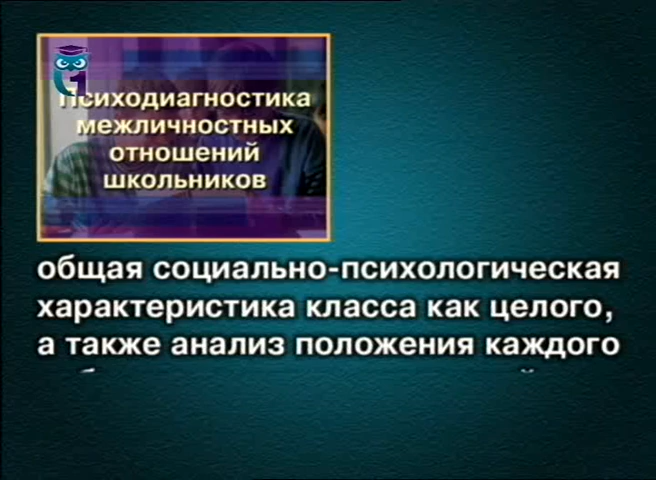 Психодиагностика
межличностных
отношений
школьников
общая социально-психологическая
характеристика класса как целого,
а также анализ положения каждого